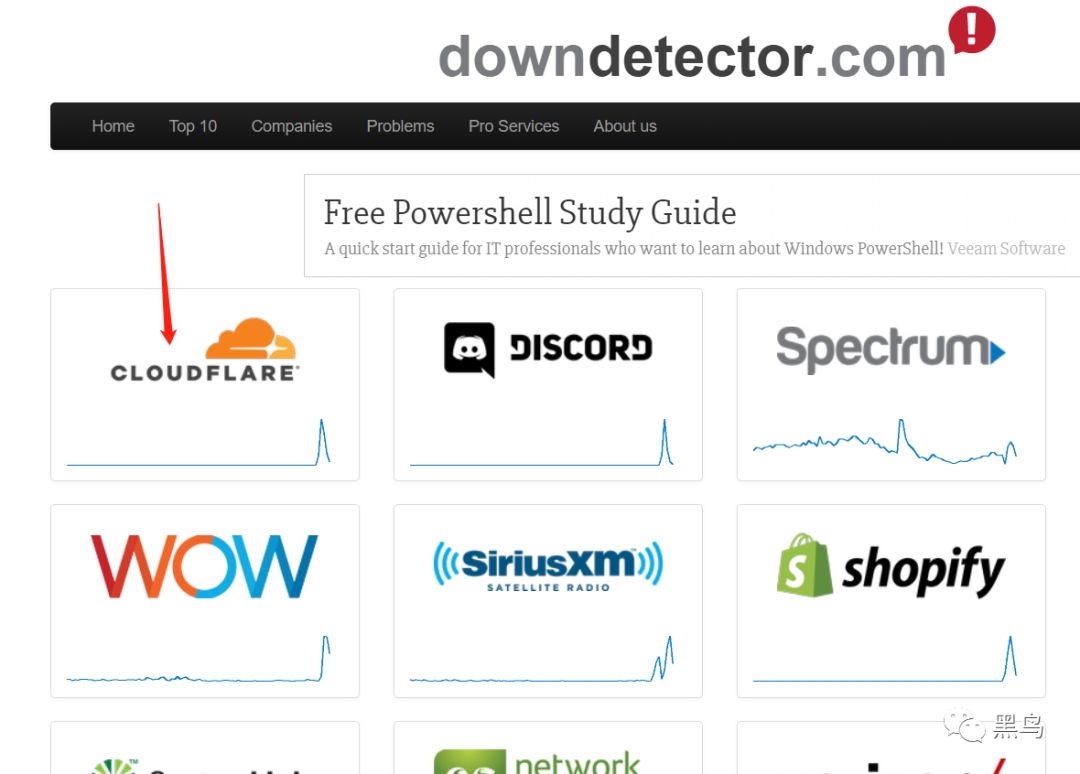 downdetector.com!
Home Top 10 Companies Problems Pro Services About us
Free Powershell Study Guide
A quick start guide for IT professionals who want to learn about Windows PowerShell! Veeam Software
CLOUDFLARE
DISCORD
Spectrum
WOW
SiriusXm
SATELLITE RADIO
shopify
network
黑鸟